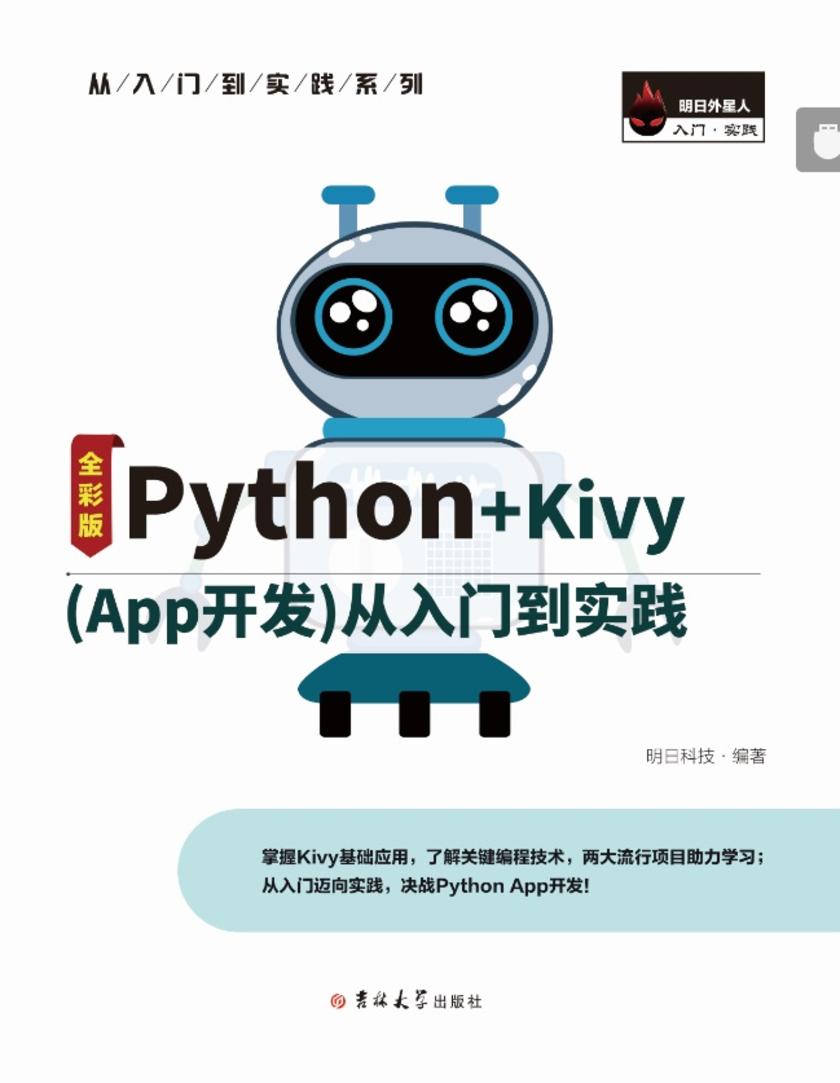 从/入/门/到/实/践/系/列
明日外星人
入门·实践
全彩版
Python+Kivy
(App开发)从入门到实践
明日科技·编著
掌握Kivy基础应用，了解关键编程技术，两大流行项目助力学习；
从入门迈向实践，决战Python App开发！
吉林大学出版社